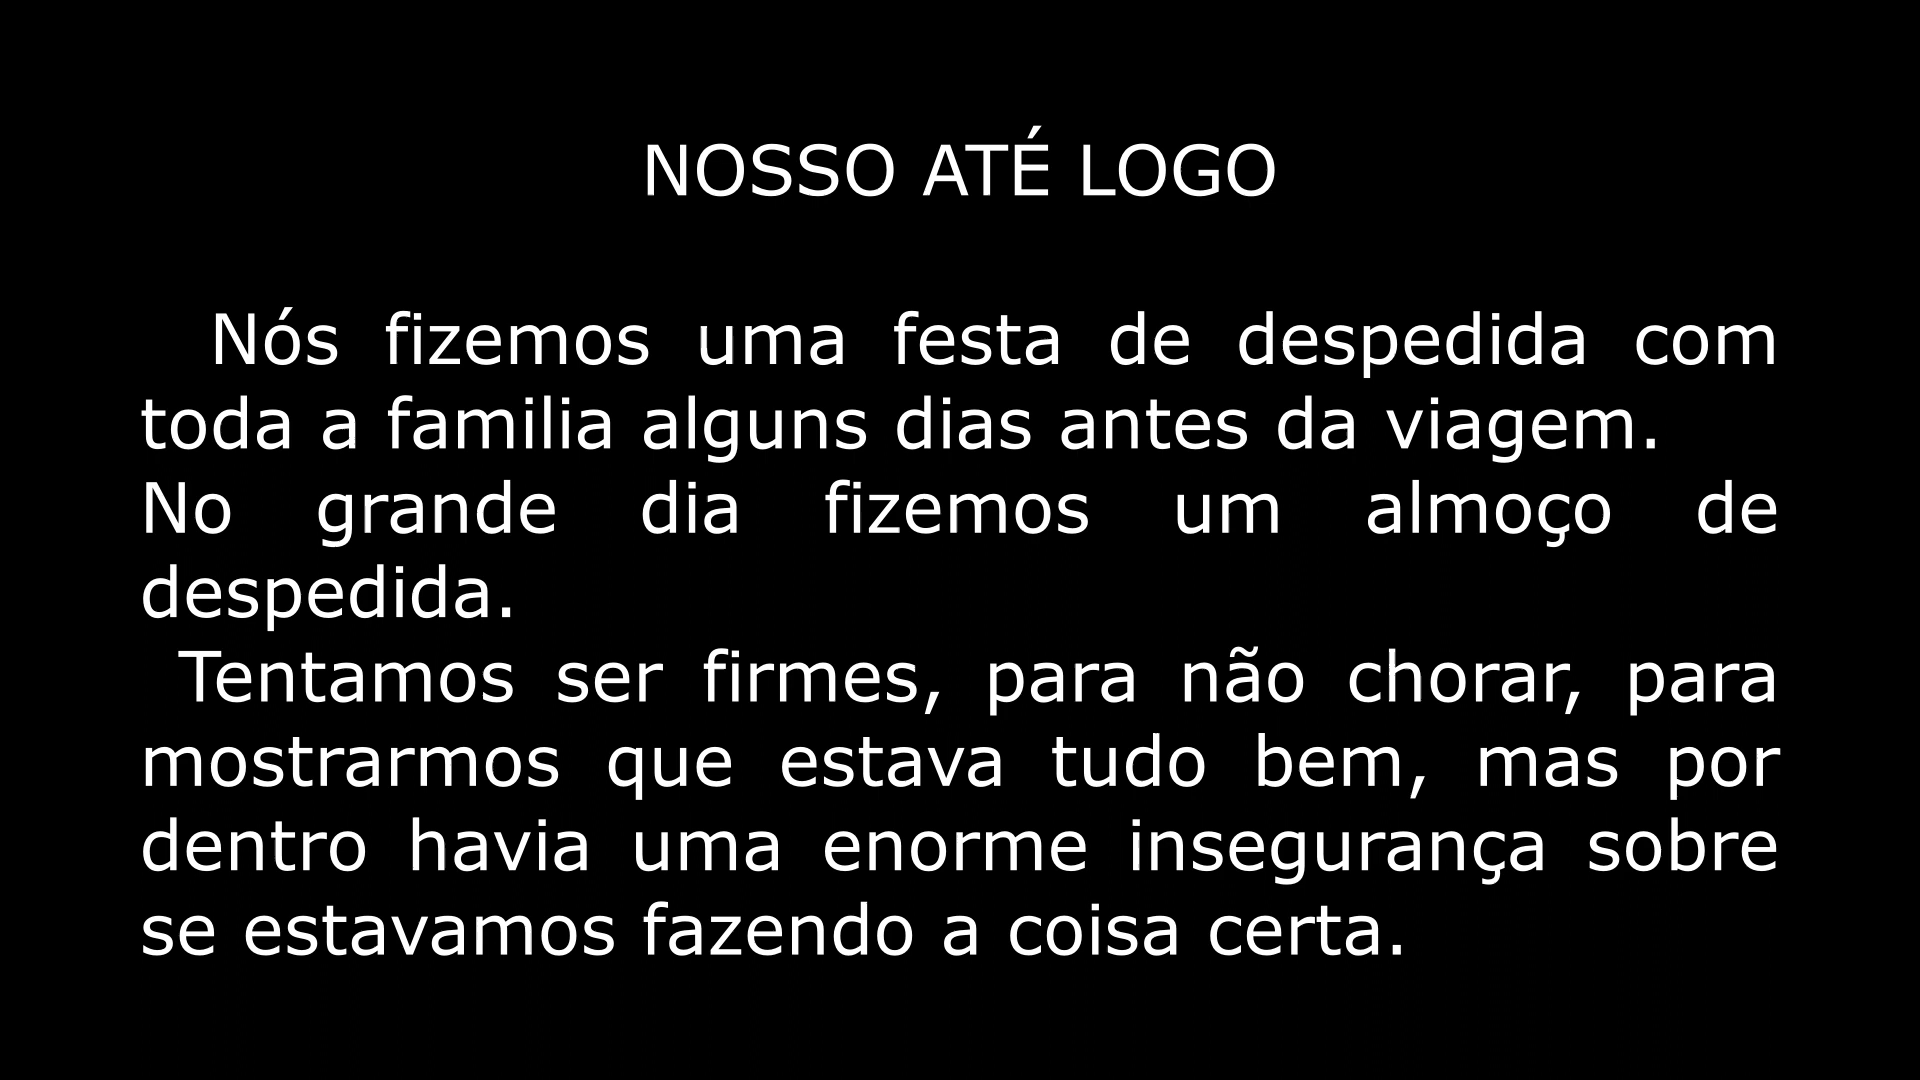 NOSSO ATÉ LOGO
Nós fizemos uma festa de despedida com
toda a familia alguns dias antes da viagem.
No grande dia fizemos um almoço de
despedida.
Tentamos ser firmes, para não chorar, para
mostrarmos que estava tudo bem, mas por
dentro havia uma enorme insegurança sobre
se estavamos fazendo a coisa certa.